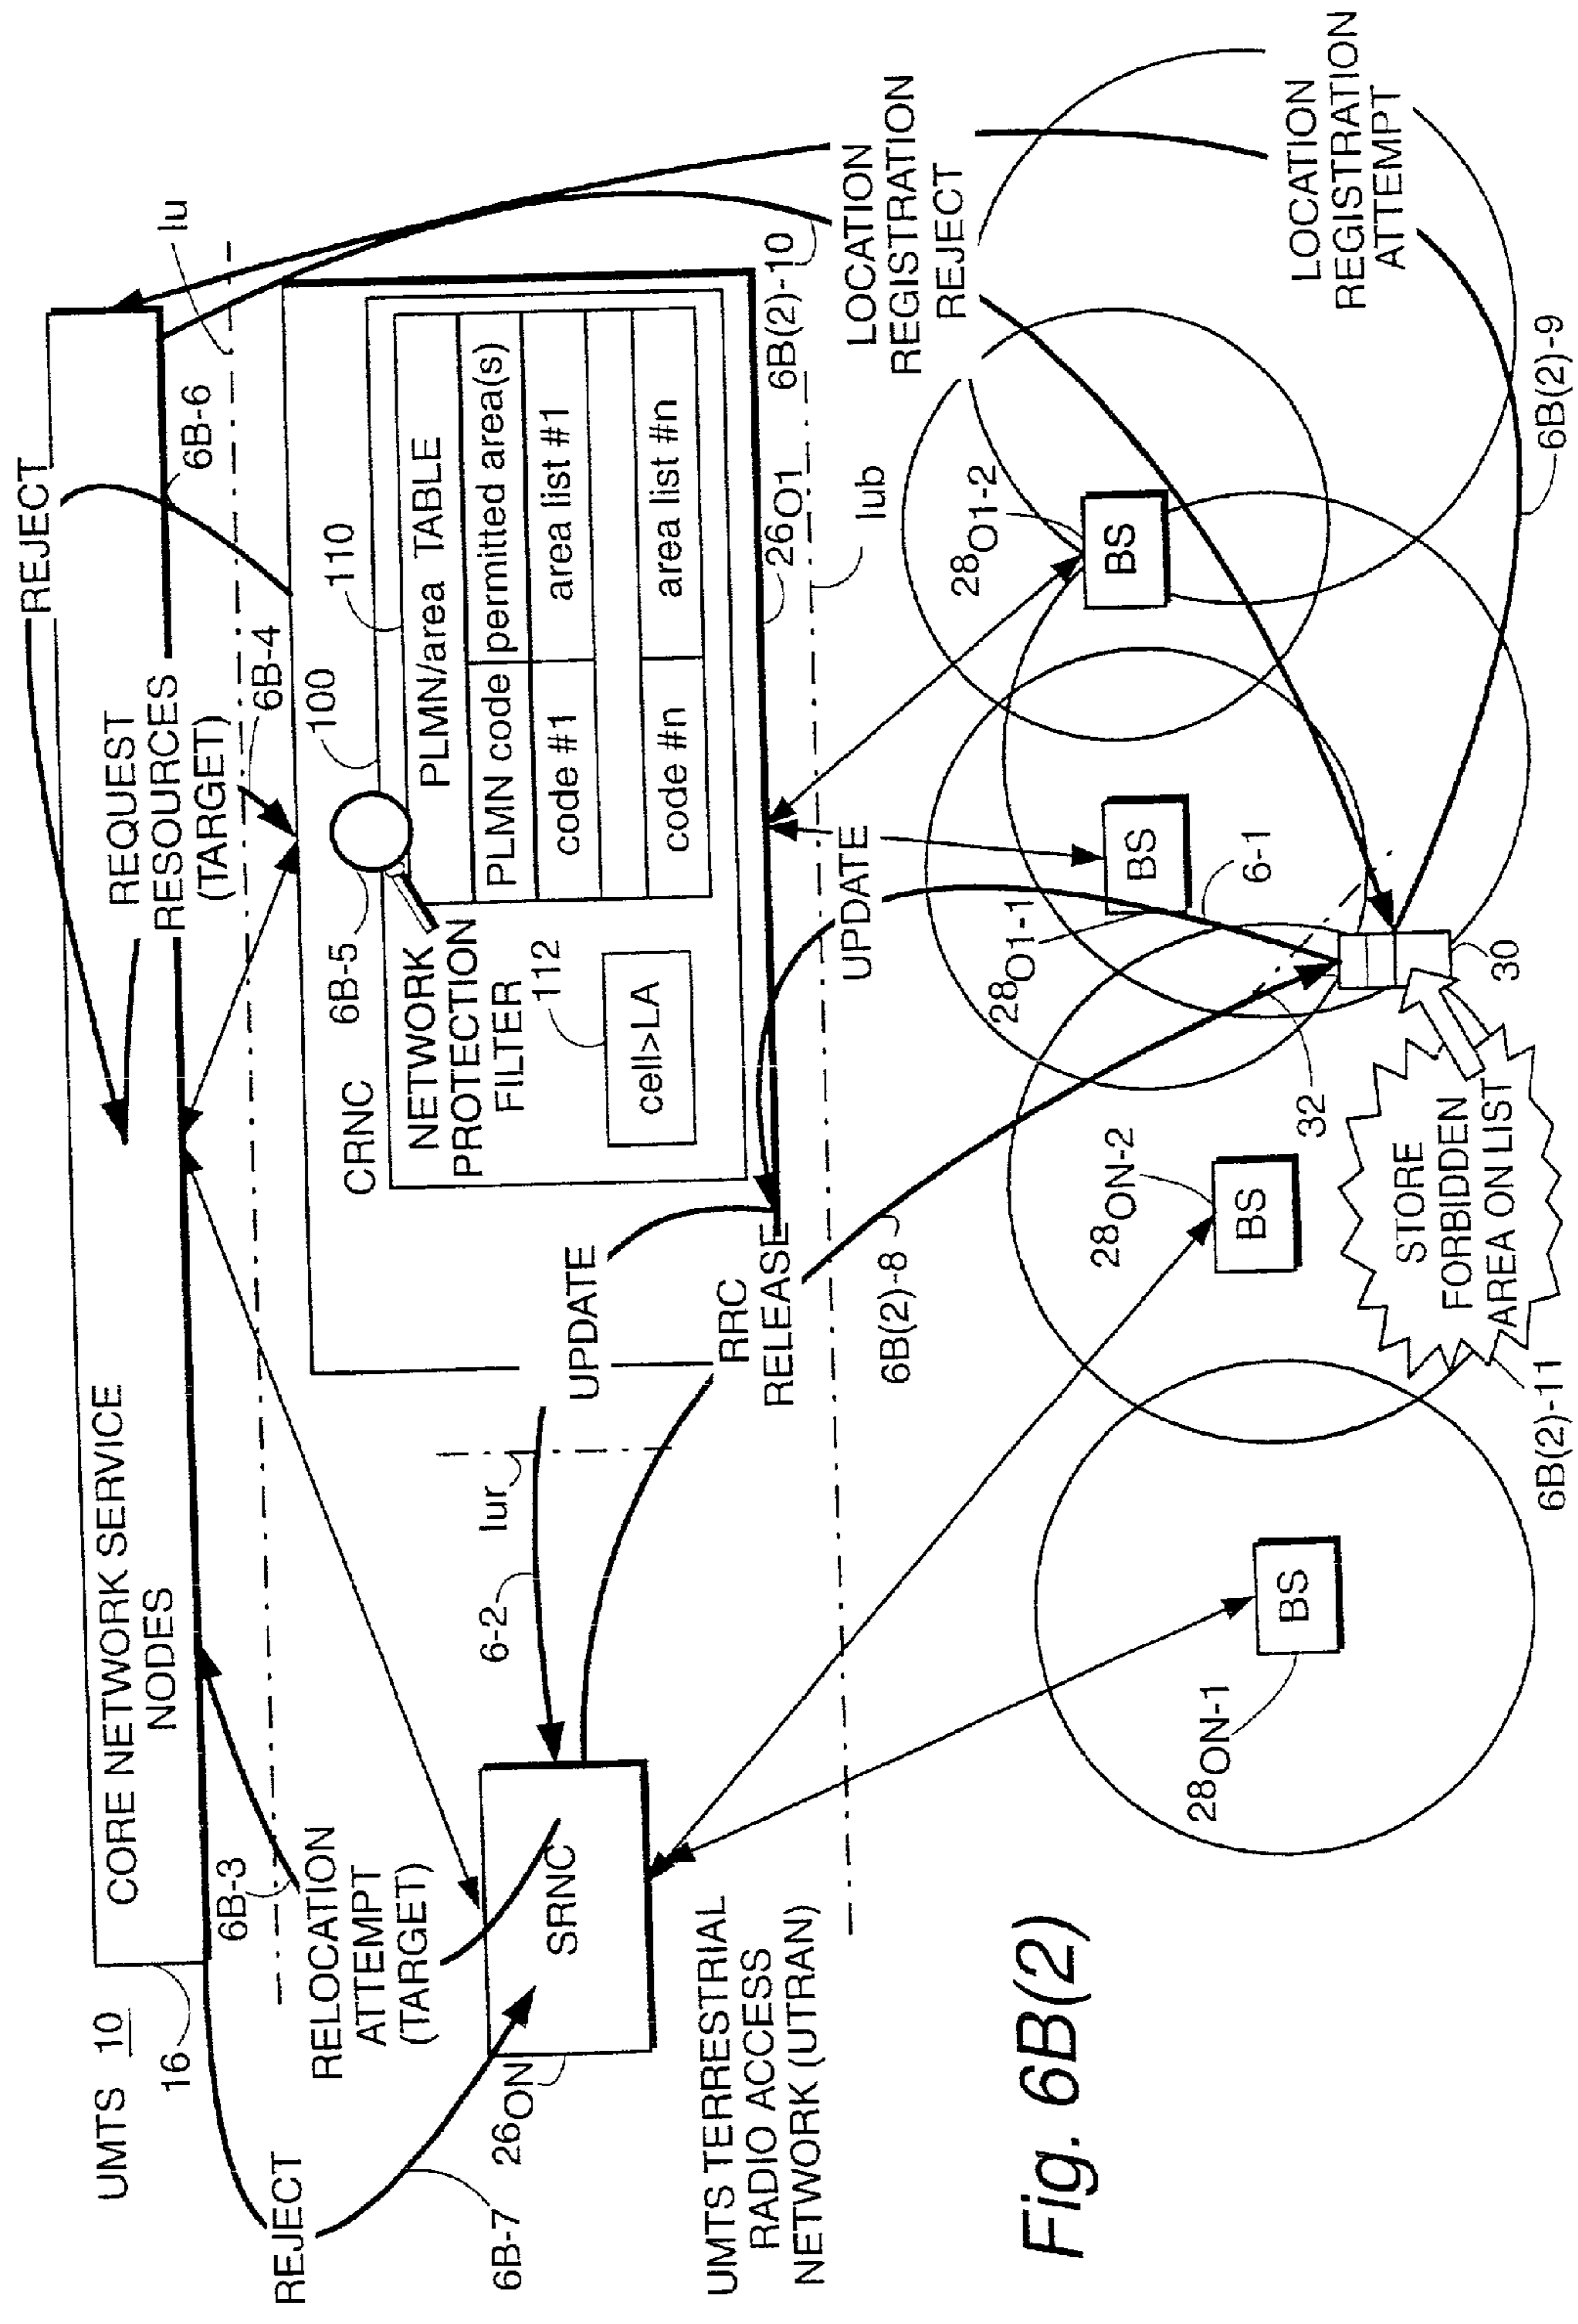 UMTS 10
16
CORE NETWORK SERVICE
NODES
REJECT
REJECT
6B-7
6B-3
RELOCATION
ATTEMPT
(TARGET)
REQUEST
RESOURCES
(TARGET)
6B-4
6B-6
Iu
SRNC
26ON
6-2
Iur
UPDATE
RRC
RELEASE
CRNC
6B-5
100
110
NETWORK
PROTECTION
FILTER
112
cell>LA
PLMN/area TABLE
PLMN code
permitted area(s)
code #1
area list #1
code #n
area list #n
26O1
6B(2)-10
Iub
UMTS TERRESTRIAL
RADIO ACCESS
NETWORK (UTRAN)
UPDATE
6B(2)-8
LOCATION
REGISTRATION
REJECT
28ON-1
BS
28ON-2
BS
28O1-1
BS
28O1-2
BS
6-1
32
30
LOCATION
REGISTRATION
ATTEMPT
STORE
FORBIDDEN
AREA ON LIST
6B(2)-11
6B(2)-9
Fig. 6B(2)